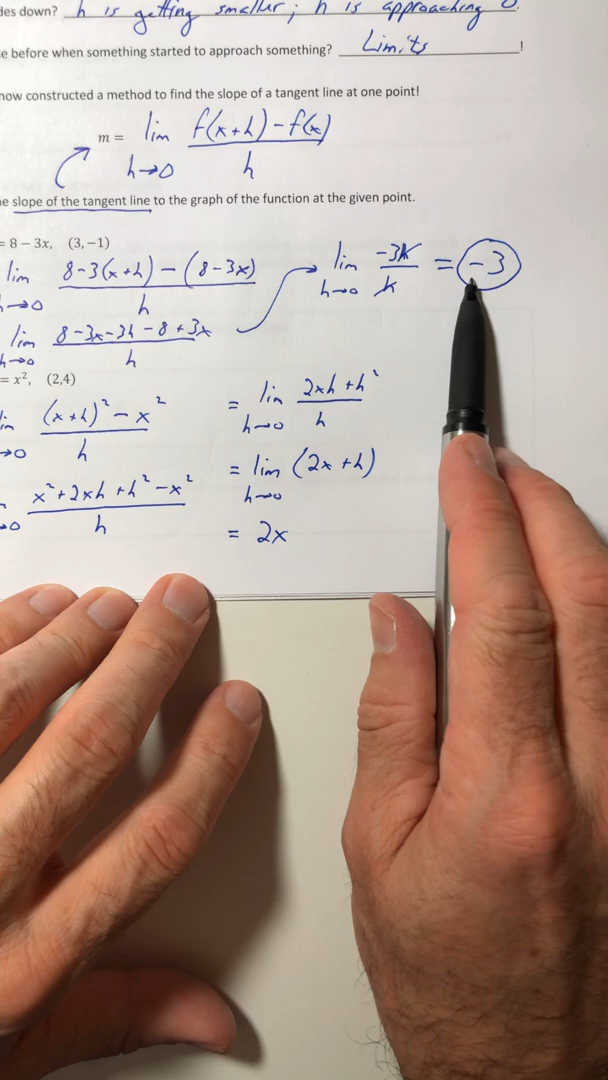 des down? h is getting smaller; h is approaching 0.
e before when something started to approach something? Limits !
now constructed a method to find the slope of a tangent line at one point!
m = lim h→0 (f(x+h) - f(x))/h
e slope of the tangent line to the graph of the function at the given point.
= 8 − 3x, (3, −1)
lim h→0 (8-3(x+h) - (8-3x))/h
lim h→0 (8-3x-3h-8+3x)/h
lim h→0 -3h/h = -3
= x², (2,4)
im →0 ((x+h)² - x²)/h
0 (x²+2xh+h²-x²)/h
= lim h→0 (2xh+h²)/h
= lim h→0 (2x+h)
= 2x